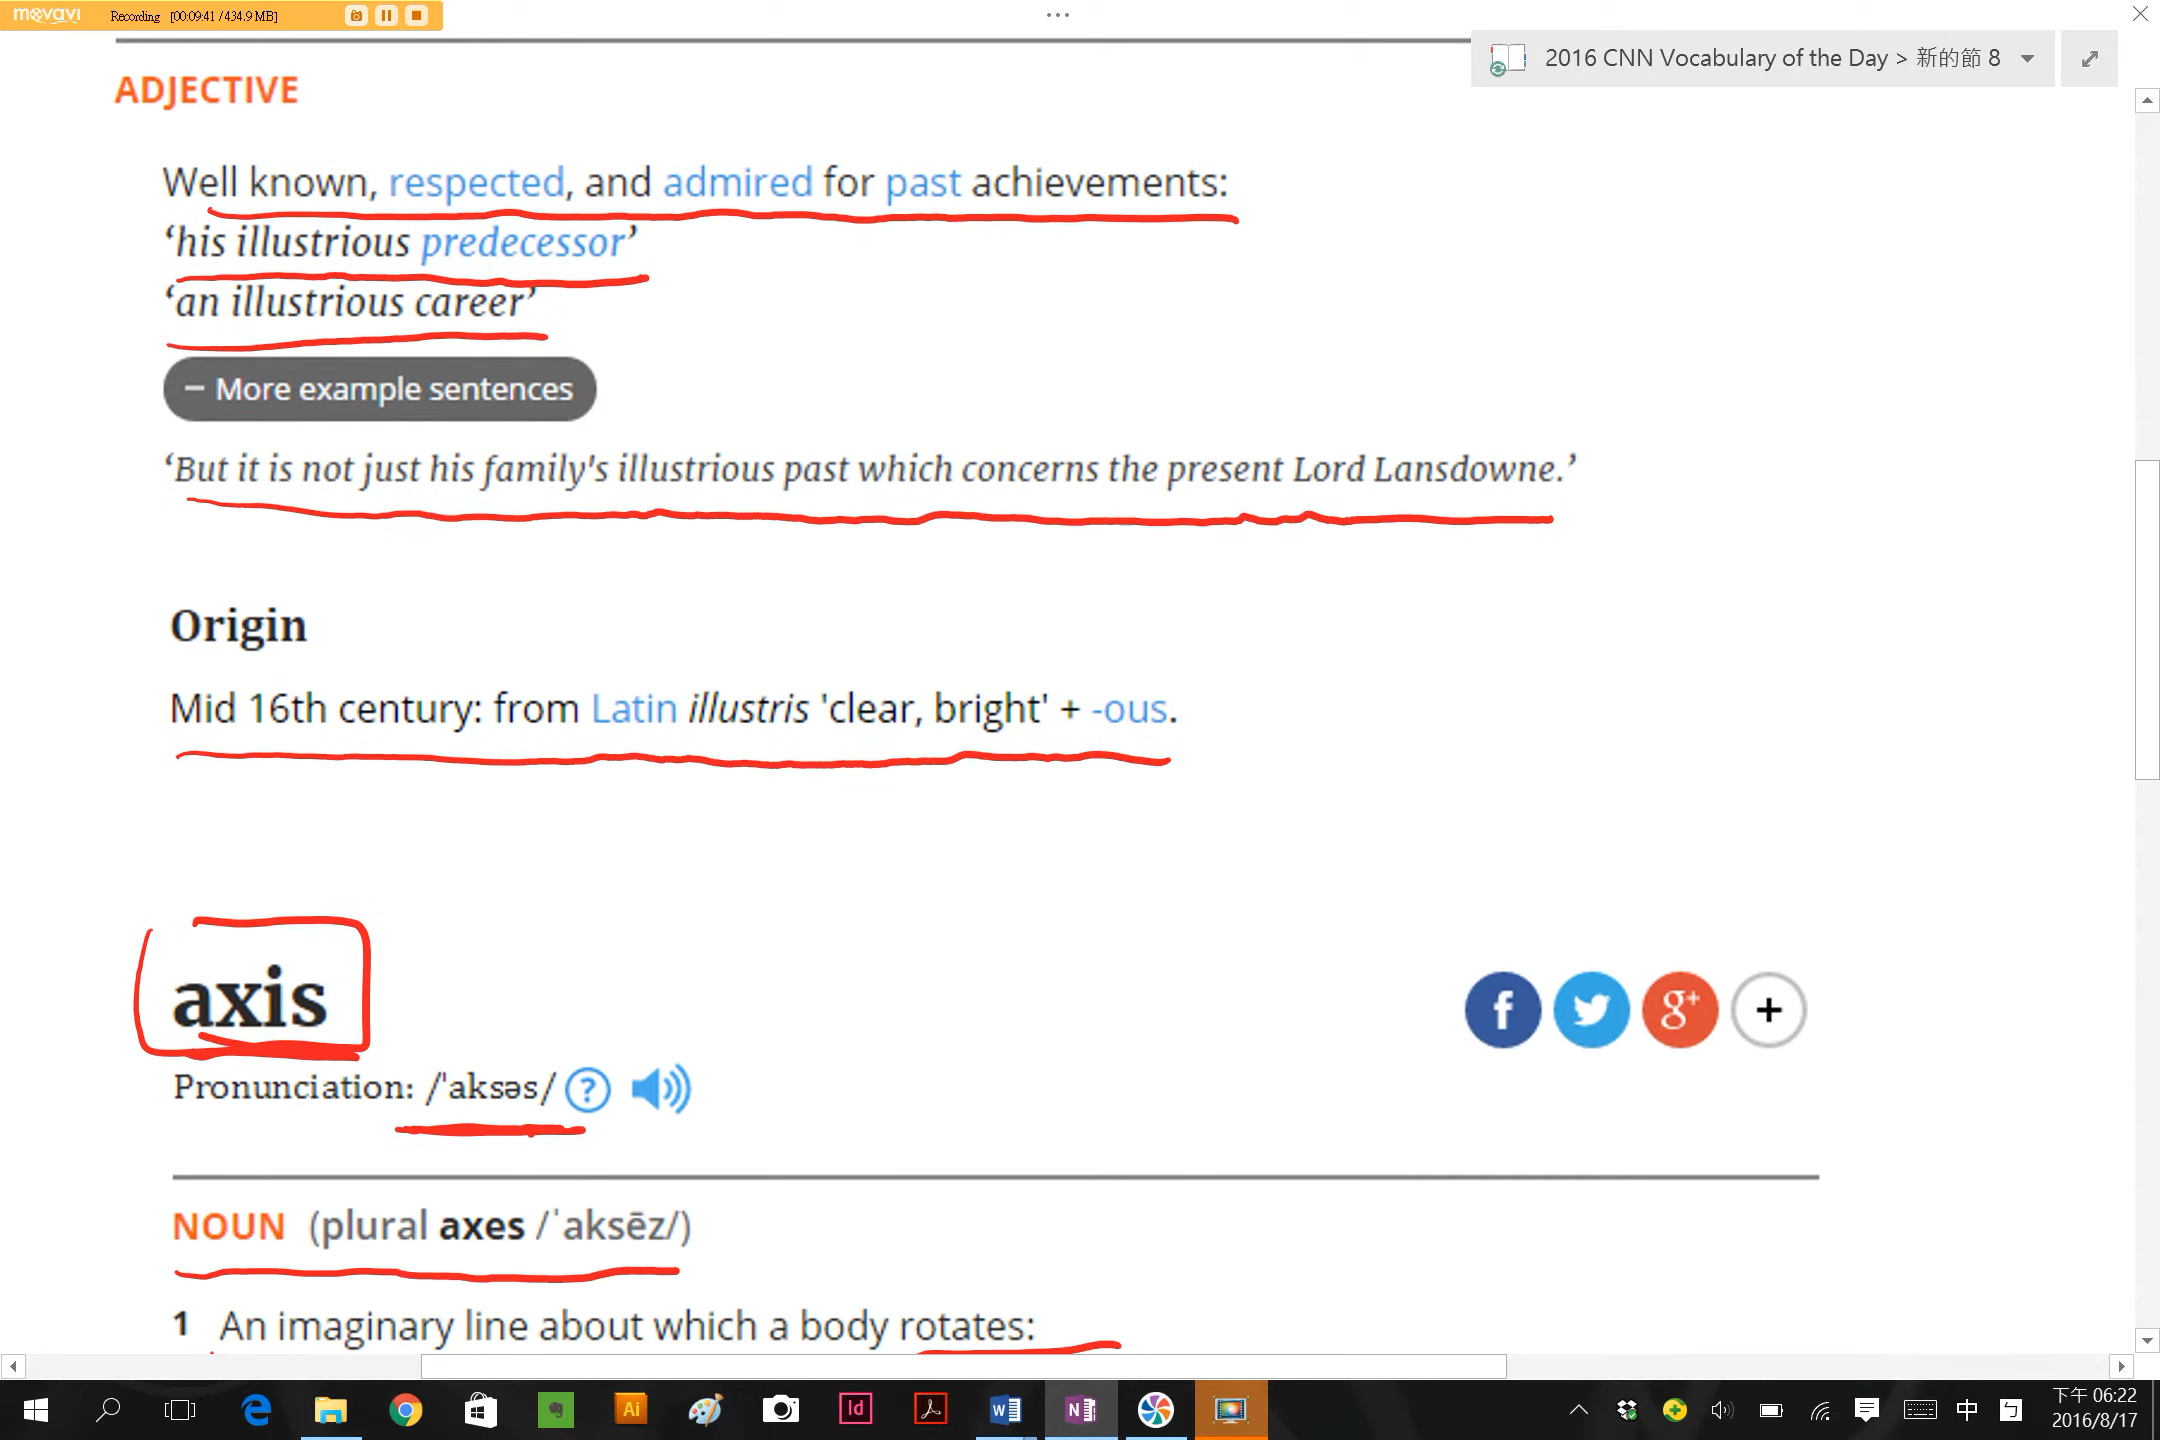 movavi Recording [00:09:41 / 434.9 MB]
2016 CNN Vocabulary of the Day > 新的節 8
ADJECTIVE
Well known, respected, and admired for past achievements:
‘his illustrious predecessor’
‘an illustrious career’
− More example sentences
‘But it is not just his family's illustrious past which concerns the present Lord Lansdowne.’
Origin
Mid 16th century: from Latin illustris 'clear, bright' + -ous.
axis
f g+ +
Pronunciation: /ˈaksəs/ ?
NOUN (plural axes /ˈaksēz/)
1 An imaginary line about which a body rotates:
Ai Id W N 中 ㄅ
下午 06:22
2016/8/17